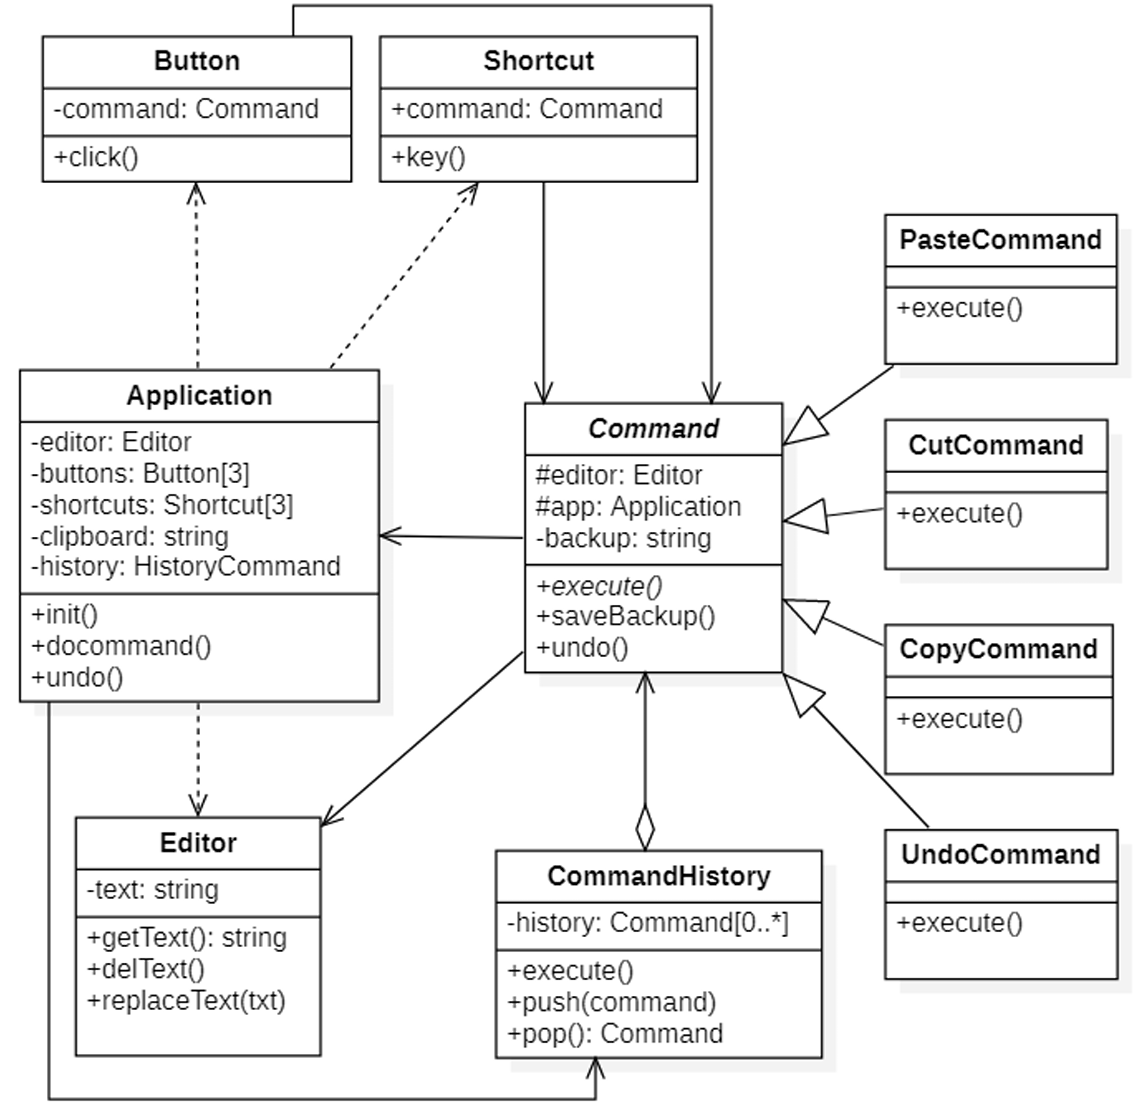 Button
-command: Command
+click()
Shortcut
+command: Command
+key()
PasteCommand
+execute()
Application
-editor: Editor
-buttons: Button[3]
-shortcuts: Shortcut[3]
-clipboard: string
-history: HistoryCommand
+init()
+docommand()
+undo()
Command
#editor: Editor
#app: Application
-backup: string
+execute()
+saveBackup()
+undo()
CutCommand
+execute()
CopyCommand
+execute()
Editor
-text: string
+getText(): string
+delText()
+replaceText(txt)
CommandHistory
-history: Command[0..*]
+execute()
+push(command)
+pop(): Command
UndoCommand
+execute()